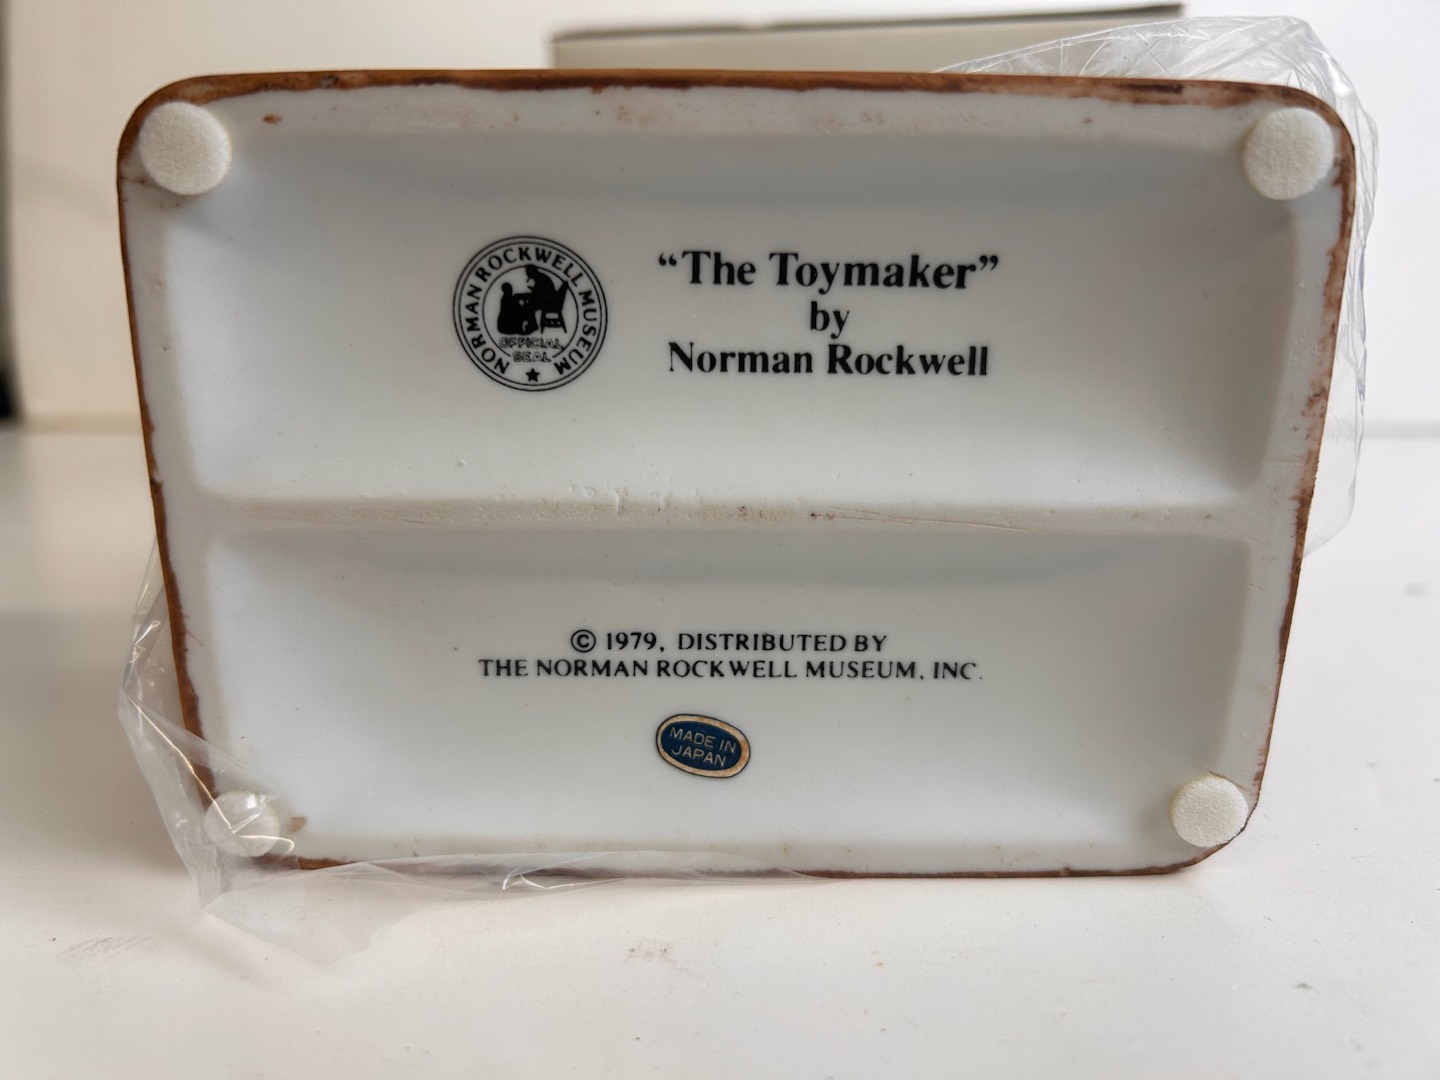 NORMAN ROCKWELL MUSEUM
OFFICIAL
SEAL
“The Toymaker”
by
Norman Rockwell
© 1979, DISTRIBUTED BY
THE NORMAN ROCKWELL MUSEUM, INC.
MADE IN
JAPAN